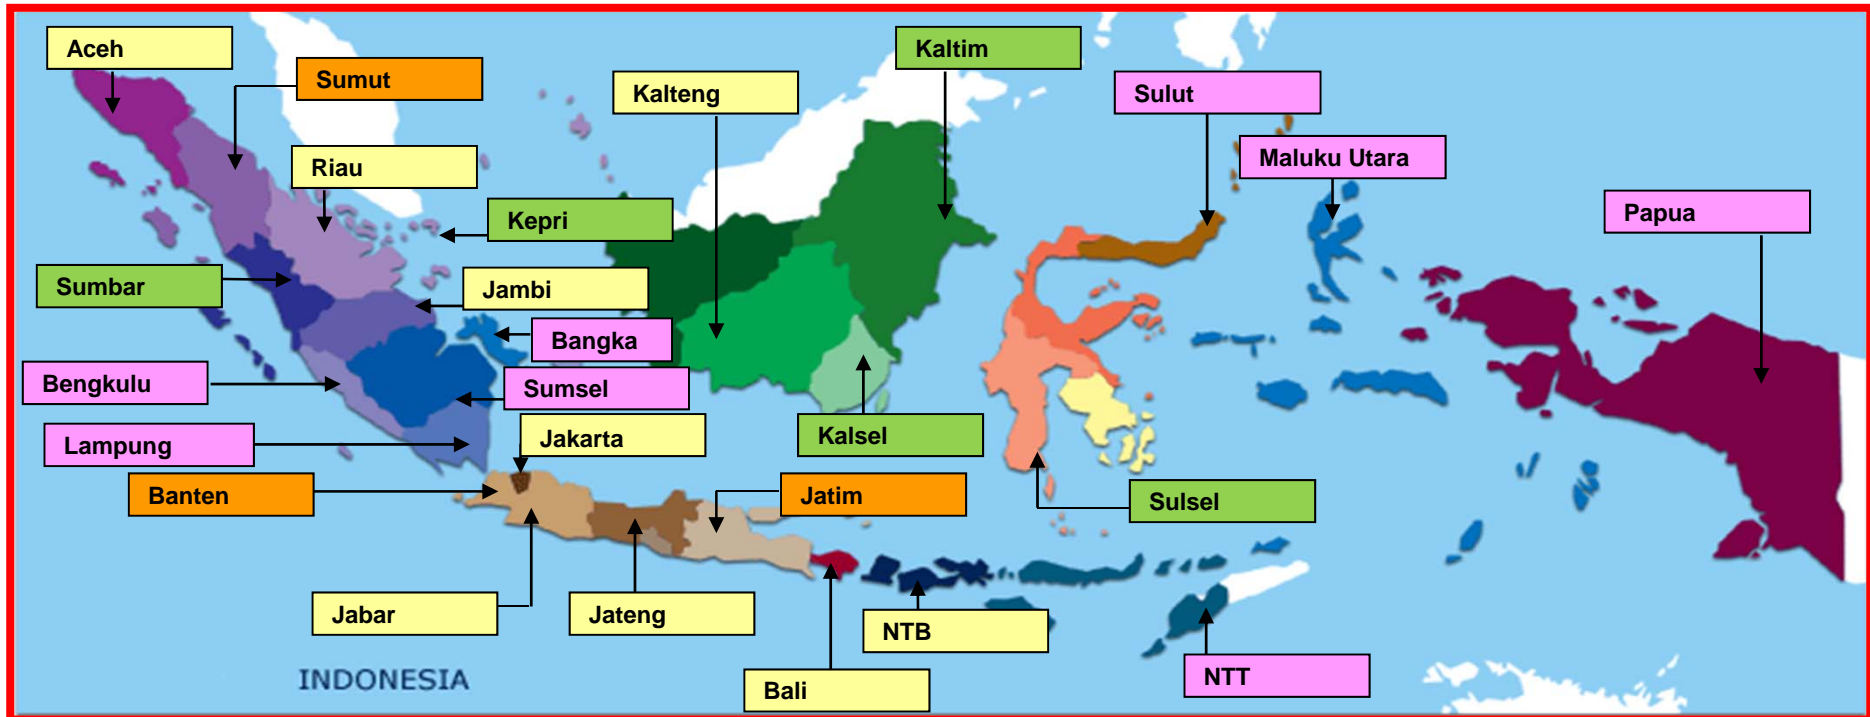 Aceh
Kaltim
Sumut
Kalteng
Sulut
Maluku Utara
Riau
Kepri
Papua
Sumbar
Jambi
Bangka
Bengkulu
Sumsel
Jakarta
Kalsel
Lampung
Banten
Jatim
Sulsel
Jabar
Jateng
NTB
NTT
INDONESIA
Bali